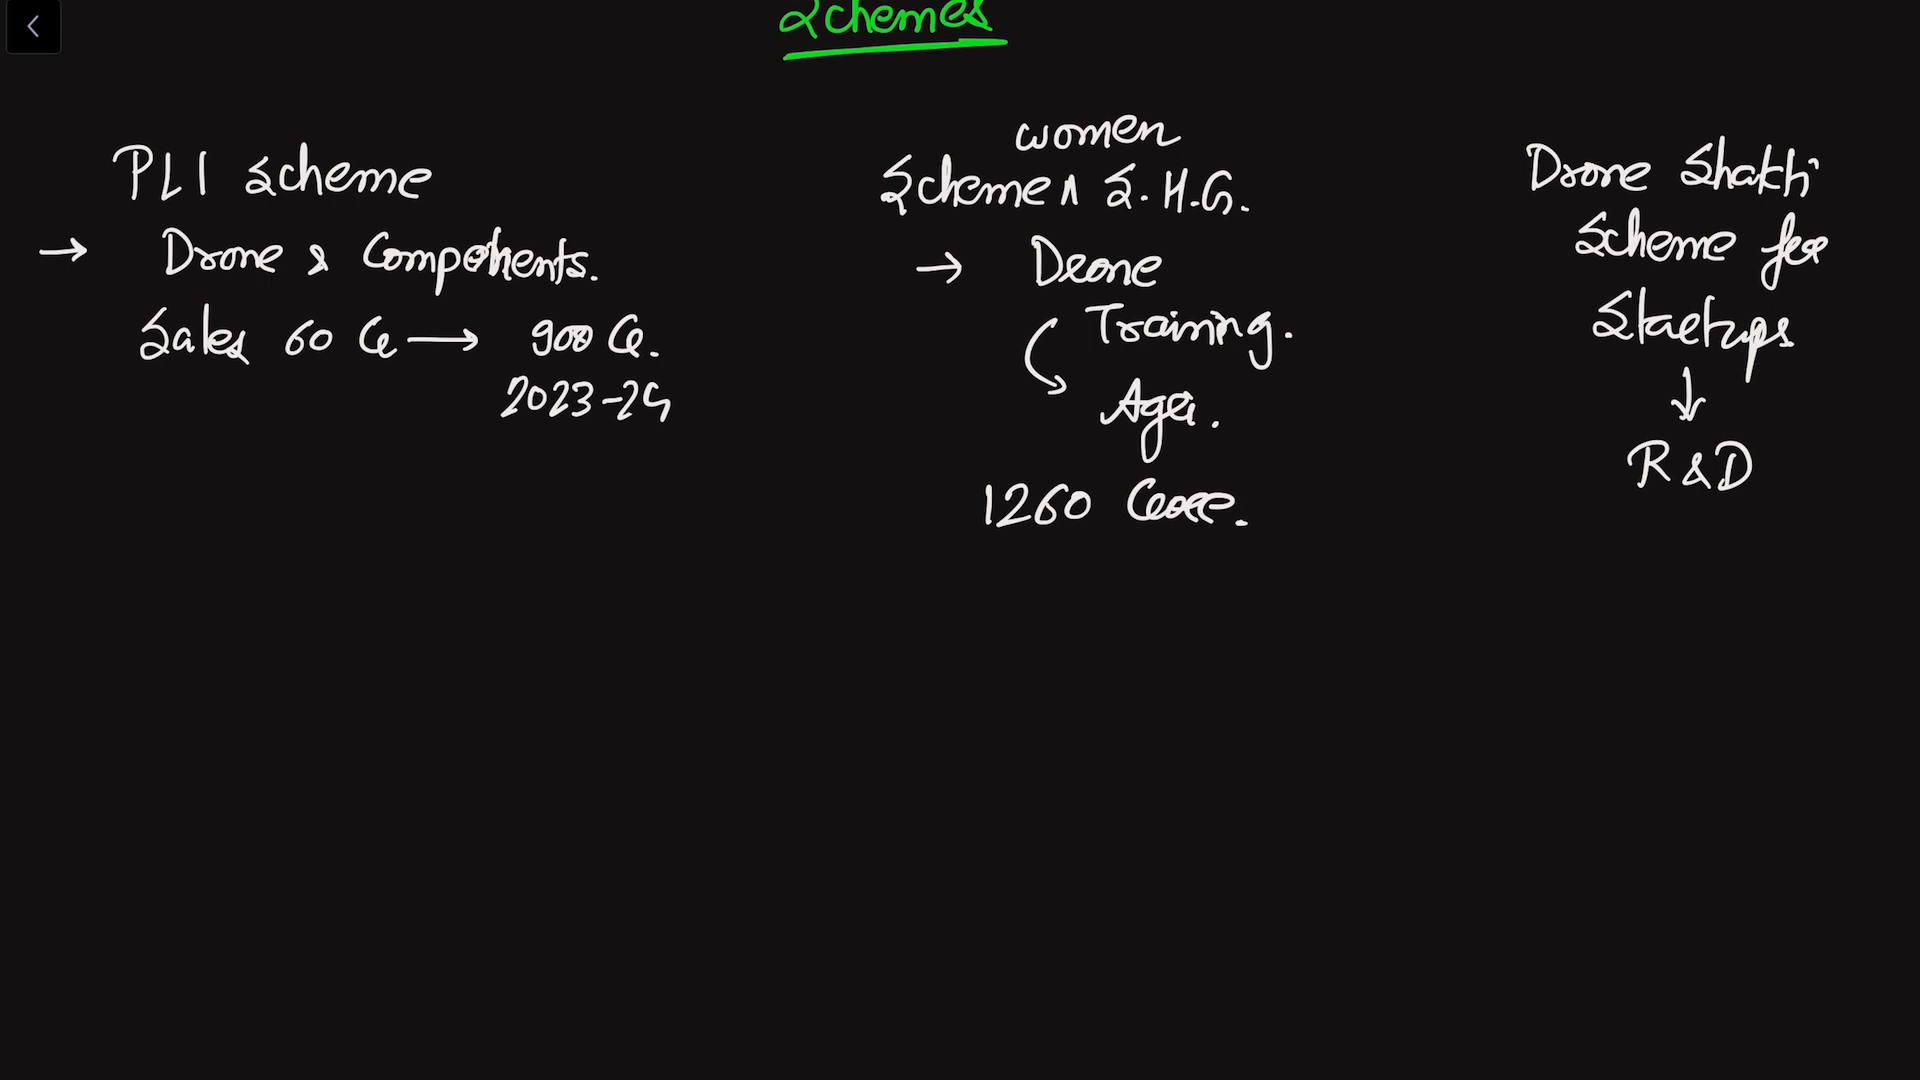 Schemes
PLI Scheme
→ Drone & Components.
Sales 60 Cr → 900 Cr.
2023-24
women
Scheme ∧ S.H.G.
→ Drone
Training.
Agri.
1260 Crore.
Drone Shakti
Scheme for
Startups
↓
R&D